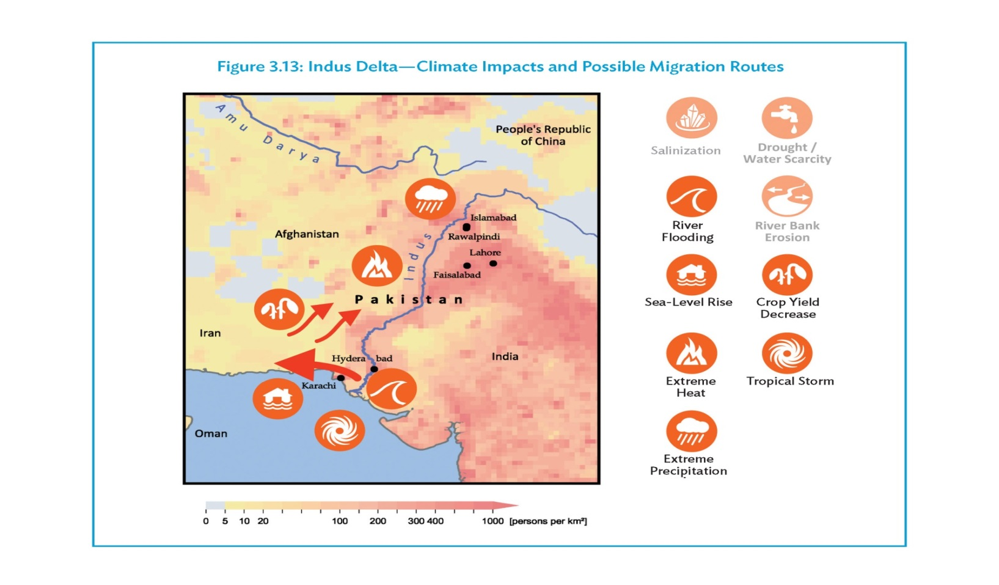 Figure 3.13: Indus Delta—Climate Impacts and Possible Migration Routes
Amu Darya
People's Republic
of China
Islamabad
Rawalpindi
Afghanistan
Indus
Lahore
Faisalabad
Pakistan
Iran
Hydera bad
India
Karachi
Oman
Salinization
Drought /
Water Scarcity
River
Flooding
River Bank
Erosion
Sea-Level Rise
Crop Yield
Decrease
Extreme
Heat
Tropical Storm
Extreme
Precipitation
0 5 10 20 100 200 300 400 1000 [persons per km²]